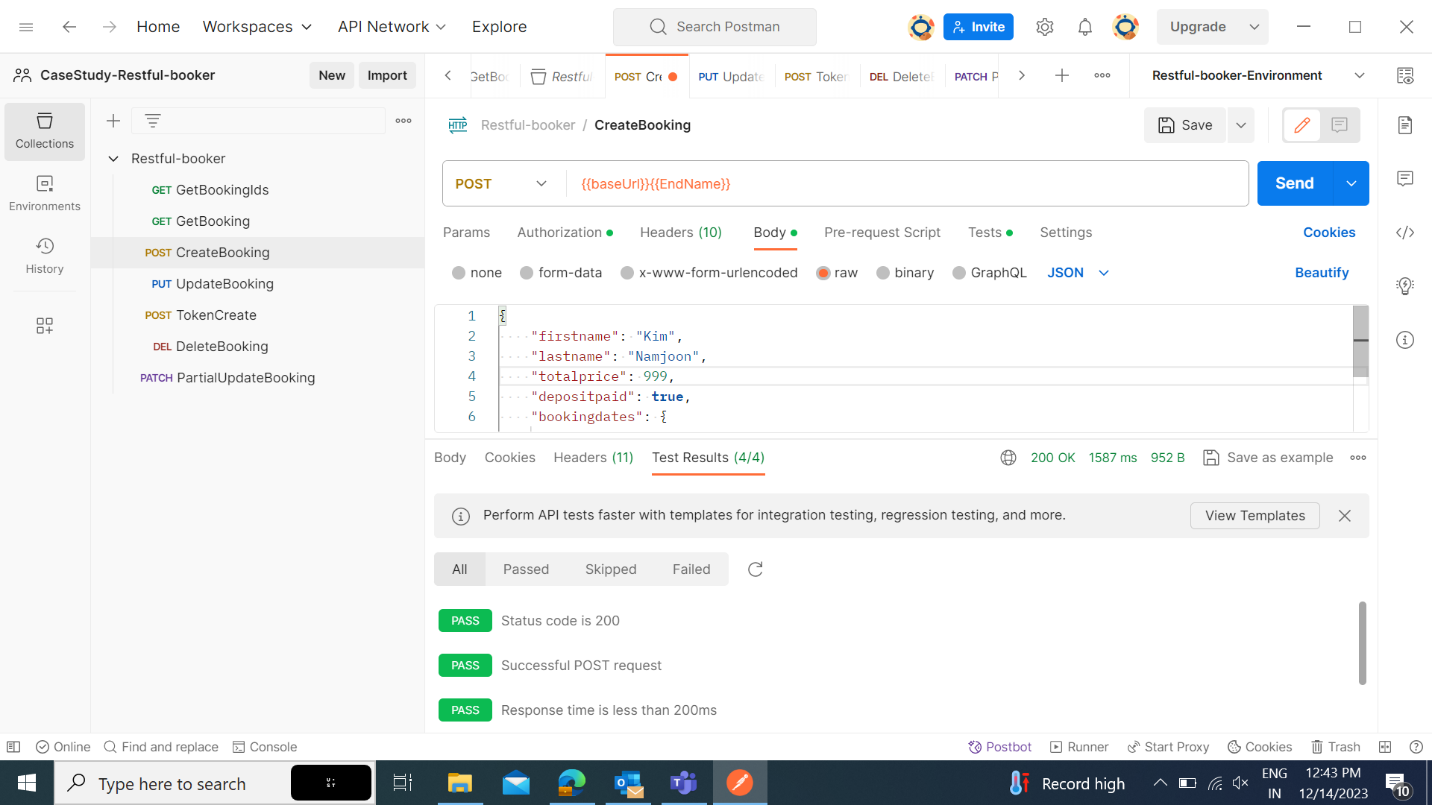 Home Workspaces API Network Explore Search Postman Invite Upgrade
CaseStudy-Restful-booker New Import GetBo Restful POST Cre PUT Update POST Token DEL Delete PATCH P Restful-booker-Environment
Collections
Environments
History
Restful-booker
GET GetBookingIds
GET GetBooking
POST CreateBooking
PUT UpdateBooking
POST TokenCreate
DEL DeleteBooking
PATCH PartialUpdateBooking
HTTP Restful-booker / CreateBooking Save
POST {{baseUrl}}{{EndName}} Send
Params Authorization Headers (10) Body Pre-request Script Tests Settings Cookies
none form-data x-www-form-urlencoded raw binary GraphQL JSON Beautify
1 {
2 "firstname": "Kim",
3 "lastname": "Namjoon",
4 "totalprice": 999,
5 "depositpaid": true,
6 "bookingdates": {
Body Cookies Headers (11) Test Results (4/4) 200 OK 1587 ms 952 B Save as example
Perform API tests faster with templates for integration testing, regression testing, and more. View Templates
All Passed Skipped Failed
PASS Status code is 200
PASS Successful POST request
PASS Response time is less than 200ms
Online Find and replace Console Postbot Runner Start Proxy Cookies Trash
Type here to search Record high ENG 12:43 PM
IN 12/14/2023 10